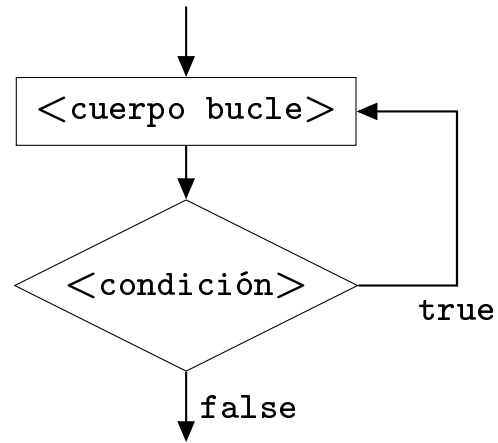 <cuerpo bucle>
<condición>
true
false